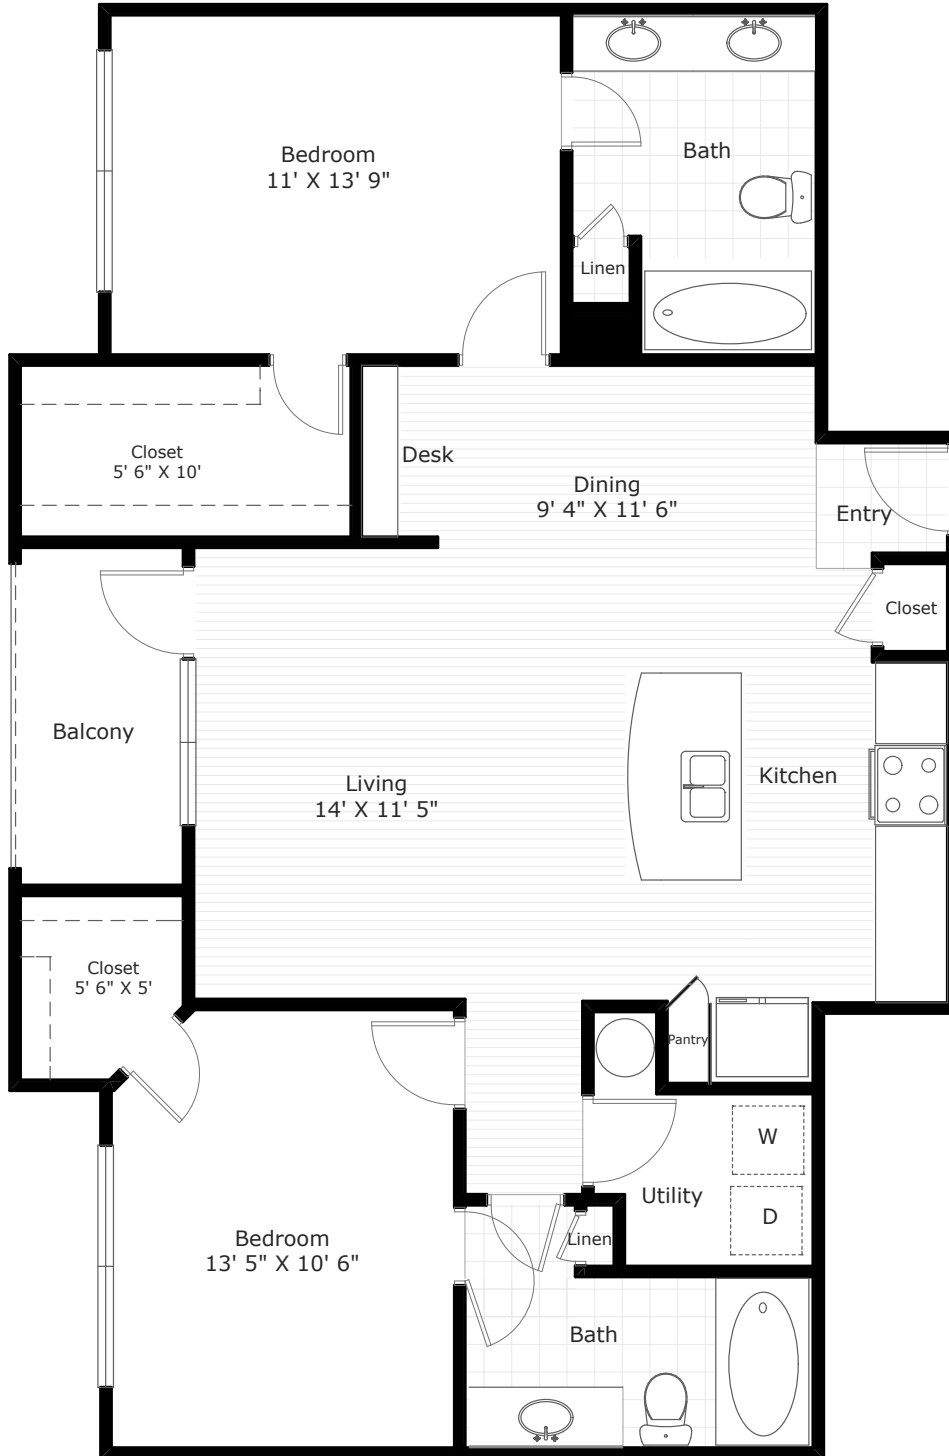 Bedroom
11' X 13' 9"
Bath
Linen
Closet
5' 6" X 10'
Desk
Dining
9' 4" X 11' 6"
Entry
Closet
Balcony
Living
14' X 11' 5"
Kitchen
Closet
5' 6" X 5'
Pantry
W
Utility
D
Bedroom
13' 5" X 10' 6"
Linen
Bath